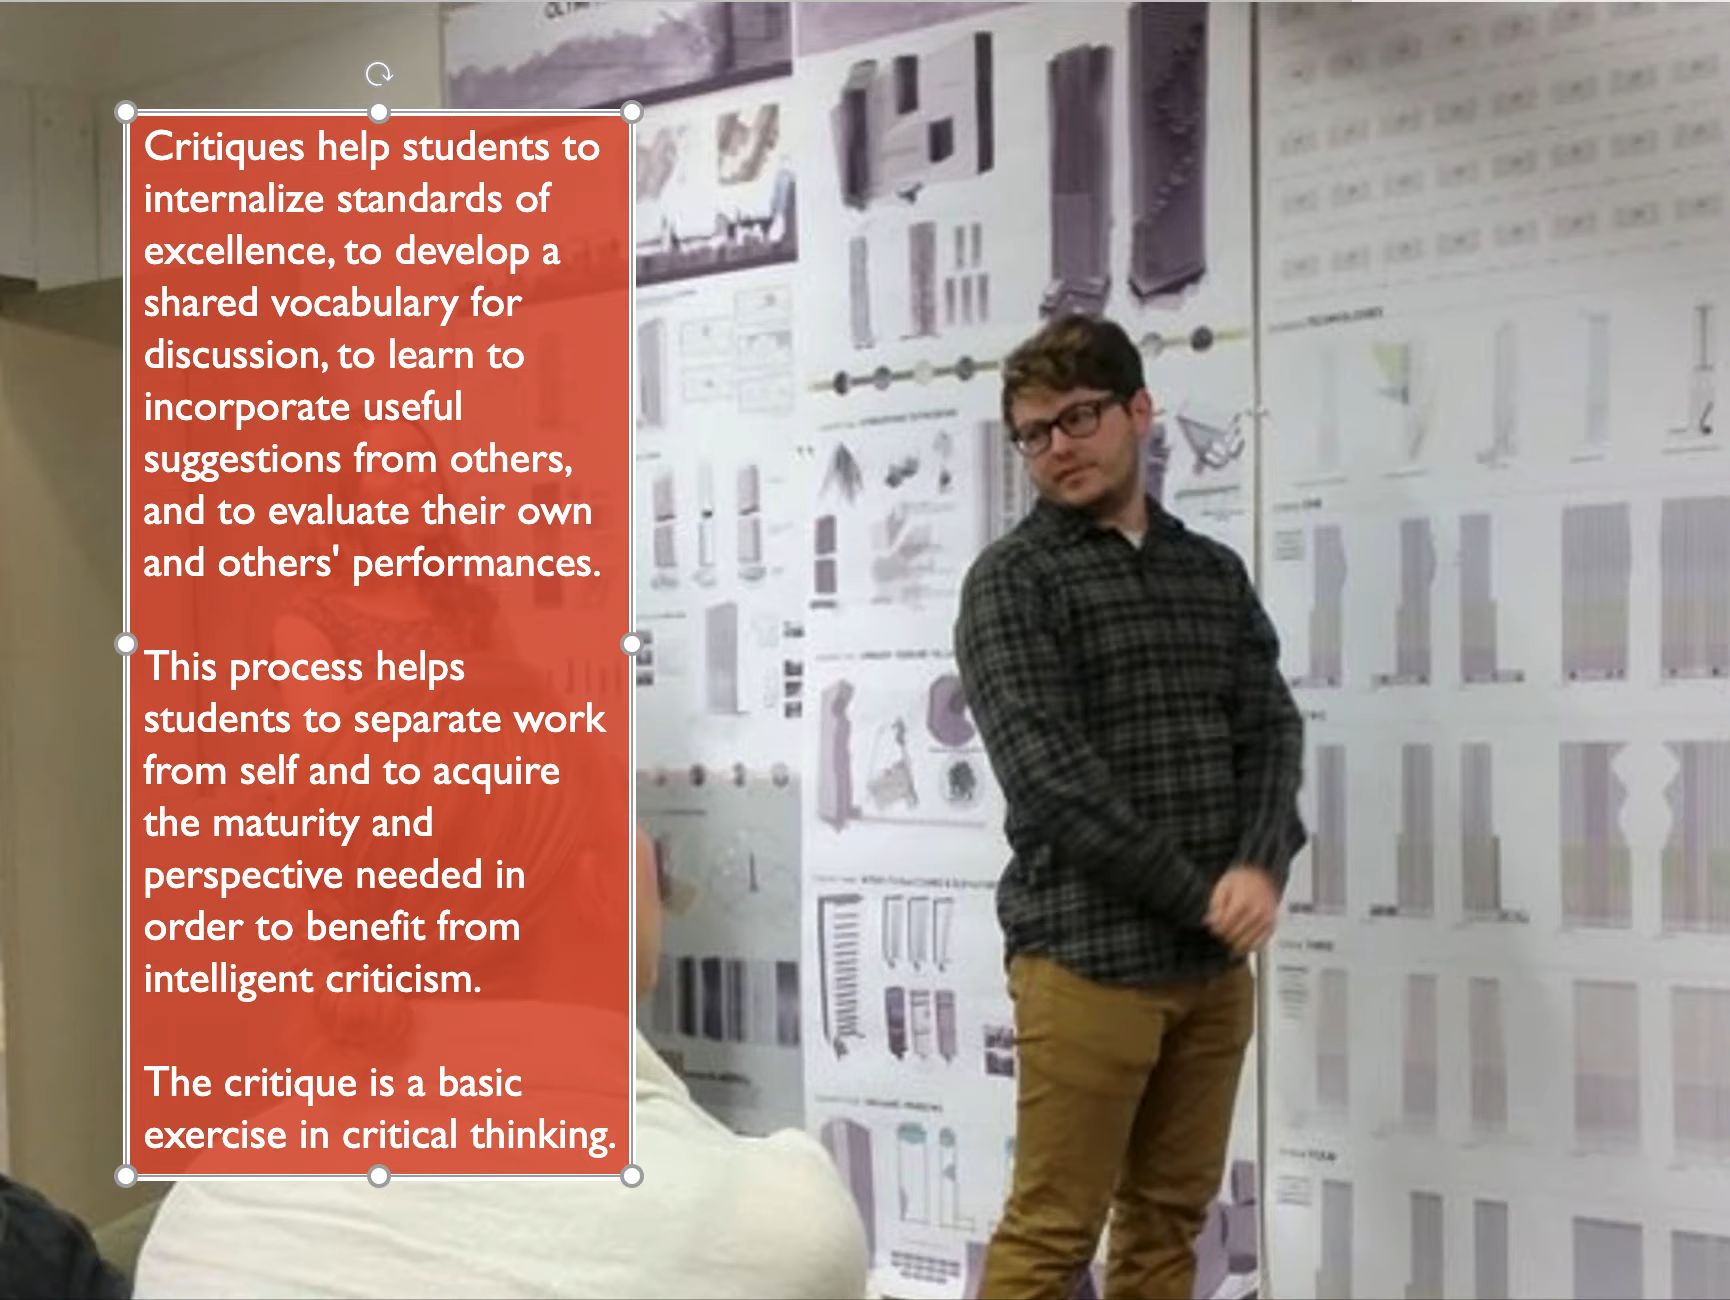 Critiques help students to
internalize standards of
excellence, to develop a
shared vocabulary for
discussion, to learn to
incorporate useful
suggestions from others,
and to evaluate their own
and others' performances.
This process helps
students to separate work
from self and to acquire
the maturity and
perspective needed in
order to benefit from
intelligent criticism.
The critique is a basic
exercise in critical thinking.